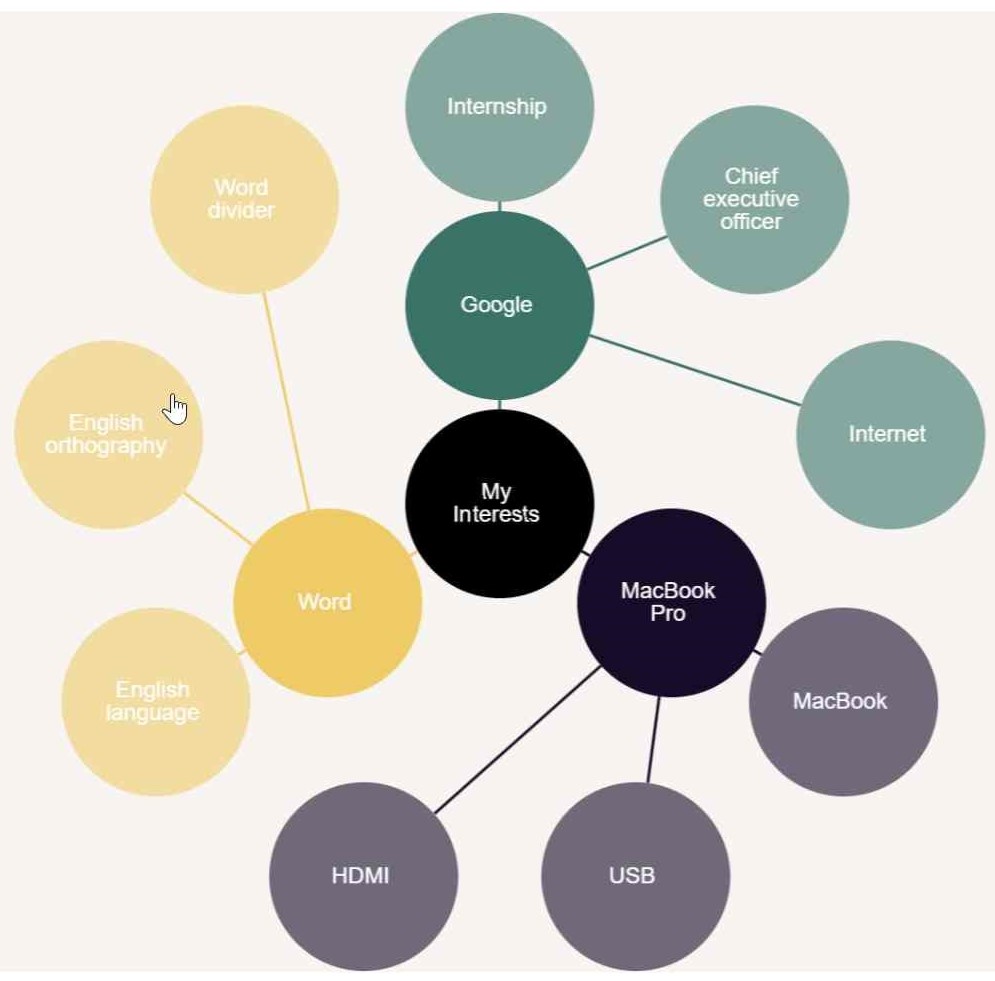 Internship
Word
divider
Chief
executive
officer
Google
English
orthography
Internet
My
Interests
Word
MacBook
Pro
English
language
MacBook
HDMI
USB